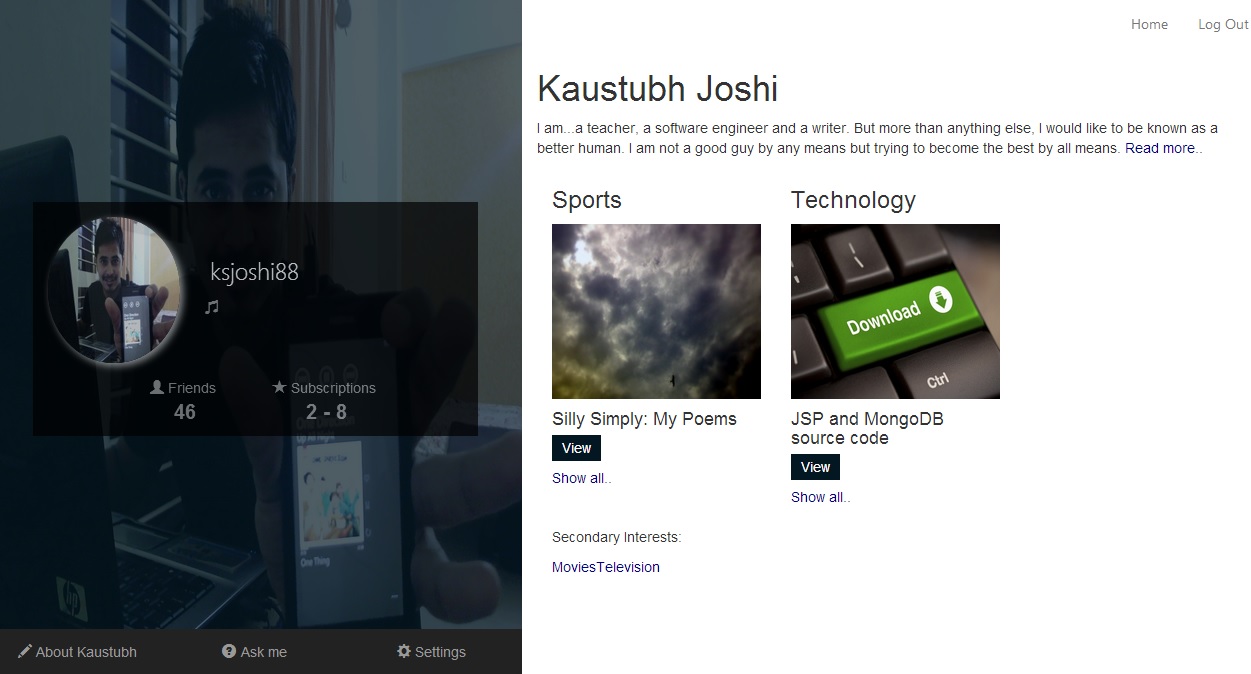 Home Log Out
Kaustubh Joshi
I am...a teacher, a software engineer and a writer. But more than anything else, I would like to be known as a
better human. I am not a good guy by any means but trying to become the best by all means. Read more..
ksjoshi88
Friends
46
Subscriptions
2 - 8
One Thing
hp
About Kaustubh
Ask me
Settings
Sports
Silly Simply: My Poems
View
Show all..
Technology
Download
Ctrl
JSP and MongoDB
source code
View
Show all..
Secondary Interests:
MoviesTelevision